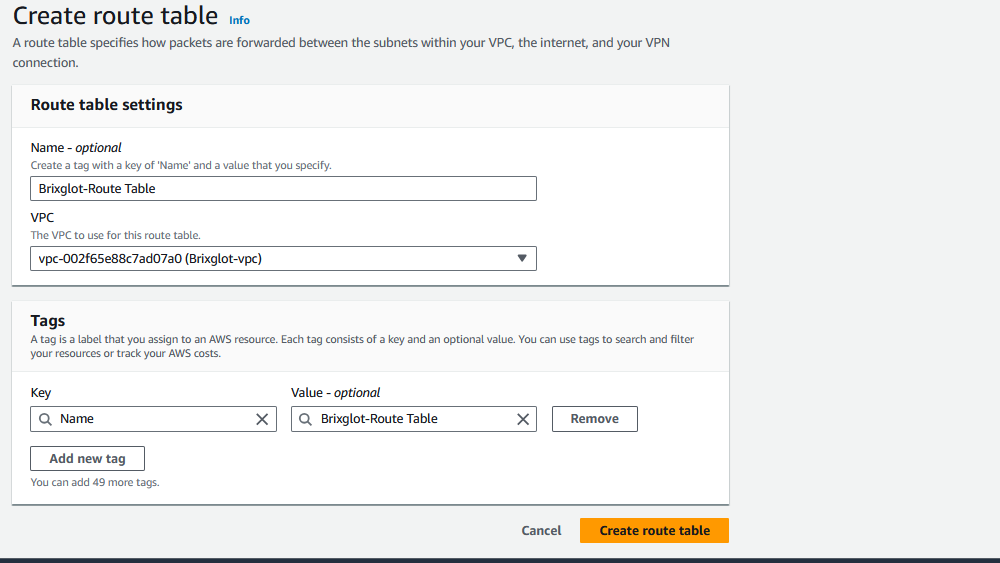 Create route table Info
A route table specifies how packets are forwarded between the subnets within your VPC, the internet, and your VPN
connection.
Route table settings
Name - optional
Create a tag with a key of 'Name' and a value that you specify.
Brixglot-Route Table
VPC
The VPC to use for this route table.
vpc-002f65e88c7ad07a0 (Brixglot-vpc)
Tags
A tag is a label that you assign to an AWS resource. Each tag consists of a key and an optional value. You can use tags to search and filter
your resources or track your AWS costs.
Key Value - optional
Name Brixglot-Route Table Remove
Add new tag
You can add 49 more tags.
Cancel Create route table